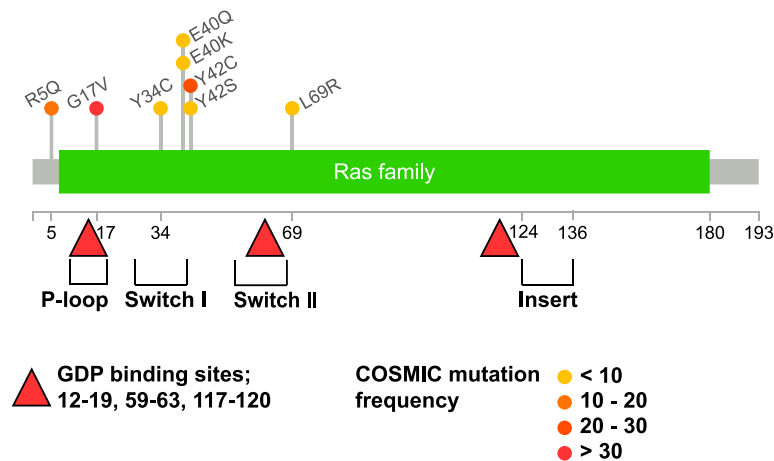 E40Q
E40K
R5Q
G17V
Y34C
Y42C
Y42S
L69R
Ras family
5
17
34
69
124
136
180
193
P-loop
Switch I
Switch II
Insert
GDP binding sites;
12-19, 59-63, 117-120
COSMIC mutation
frequency
< 10
10 - 20
20 - 30
> 30